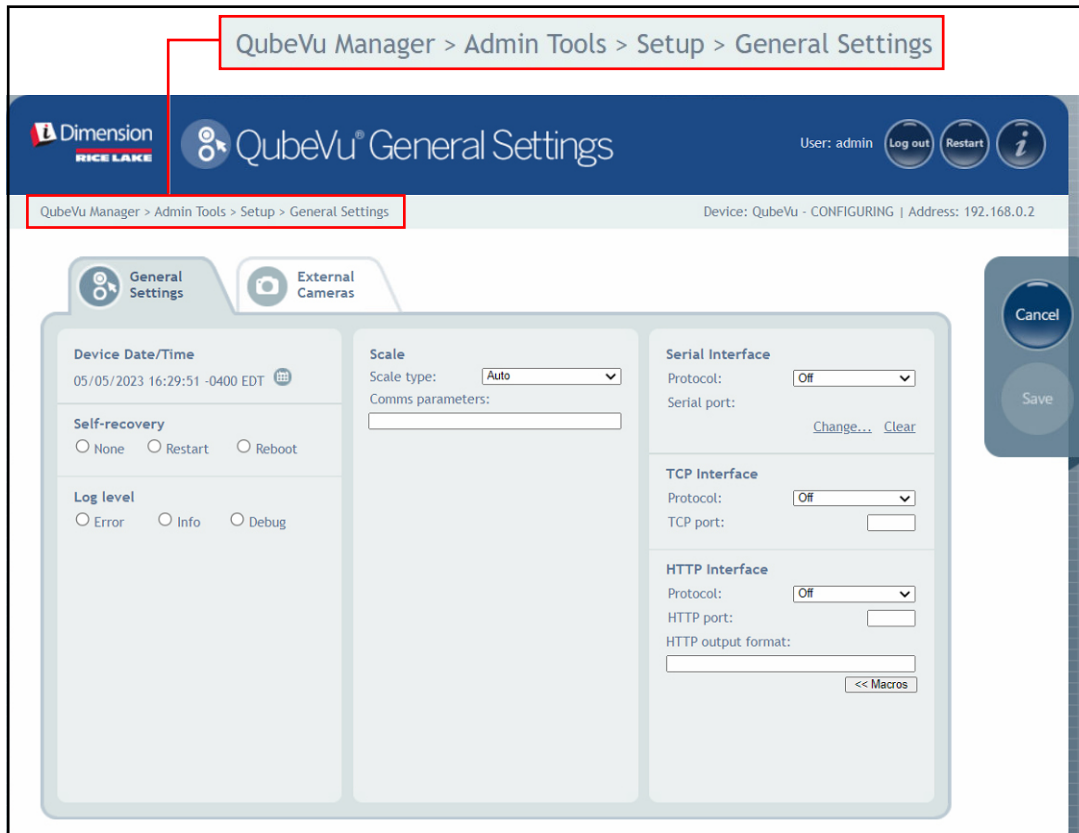 QubeVu Manager > Admin Tools > Setup > General Settings
i Dimension
RICE LAKE
QubeVu® General Settings
User: admin
Log out
Restart
i
QubeVu Manager > Admin Tools > Setup > General Settings
Device: QubeVu - CONFIGURING | Address: 192.168.0.2
General
Settings
External
Cameras
Cancel
Save
Device Date/Time
05/05/2023 16:29:51 -0400 EDT
Self-recovery
None Restart Reboot
Log level
Error Info Debug
Scale
Scale type: Auto
Comms parameters:
Serial Interface
Protocol: Off
Serial port:
Change... Clear
TCP Interface
Protocol: Off
TCP port:
HTTP Interface
Protocol: Off
HTTP port:
HTTP output format:
<< Macros